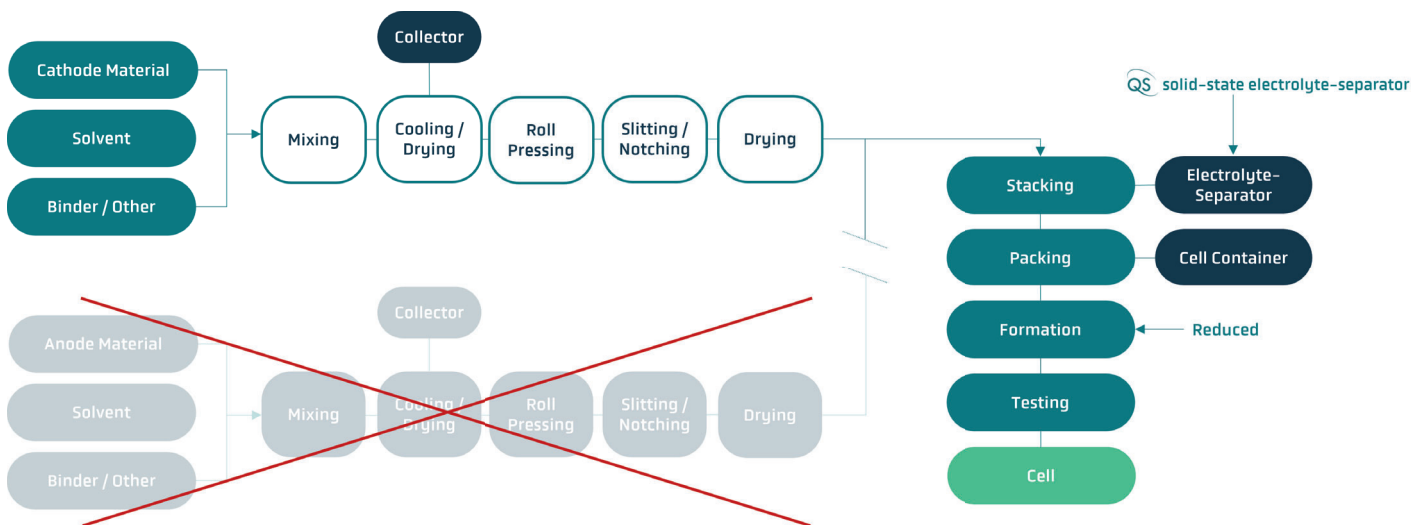 Collector
Cathode Material
Solvent
Binder / Other
Mixing
Cooling /
Drying
Roll
Pressing
Slitting /
Notching
Drying
QS solid-state electrolyte-separator
Stacking
Electrolyte-
Separator
Packing
Cell Container
Formation
Reduced
Testing
Cell
Collector
Anode Material
Solvent
Binder / Other
Mixing
Cooling /
Drying
Roll
Pressing
Slitting /
Notching
Drying